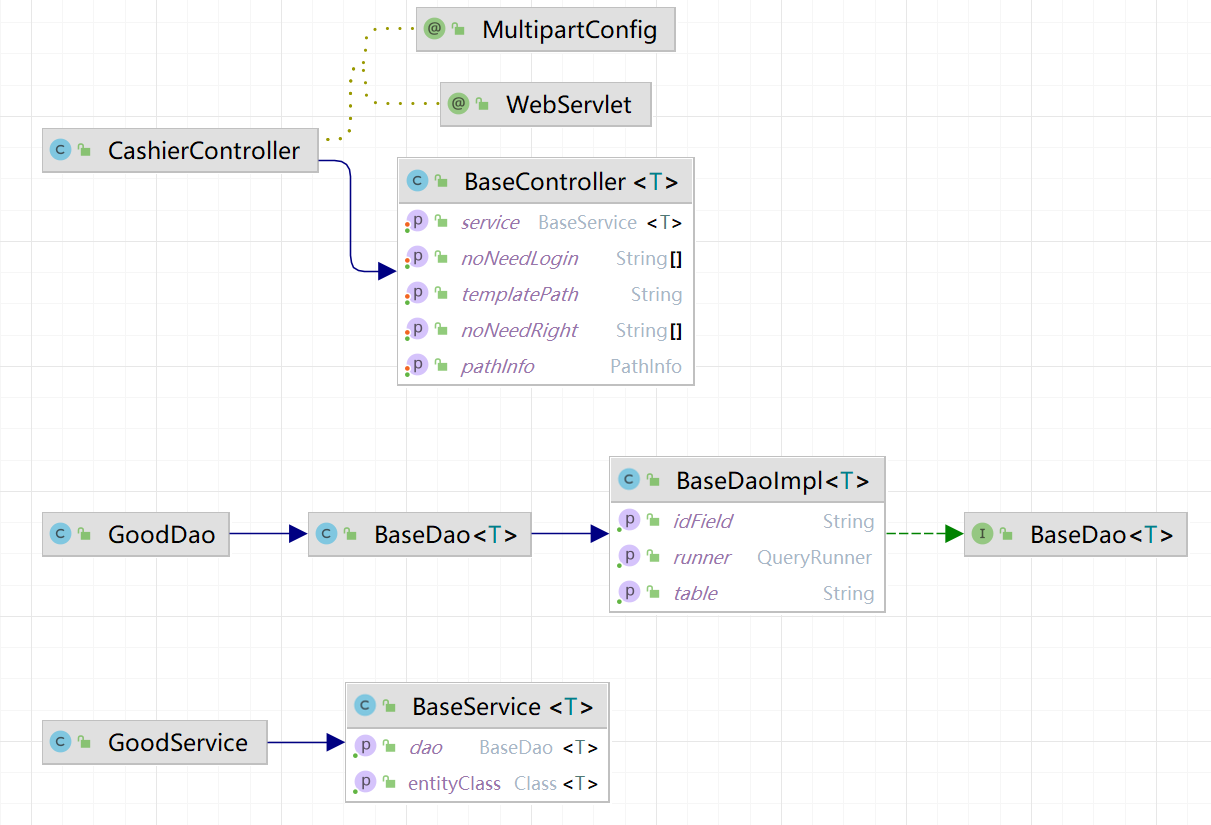 @ MultipartConfig
@ WebServlet
C CashierController
C BaseController <T>
p service BaseService <T>
p noNeedLogin String[]
p templatePath String
p noNeedRight String[]
p pathInfo PathInfo
C BaseDaoImpl<T>
p idField String
p runner QueryRunner
p table String
C GoodDao
C BaseDao<T>
I BaseDao<T>
C BaseService <T>
p dao BaseDao <T>
p entityClass Class <T>
C GoodService